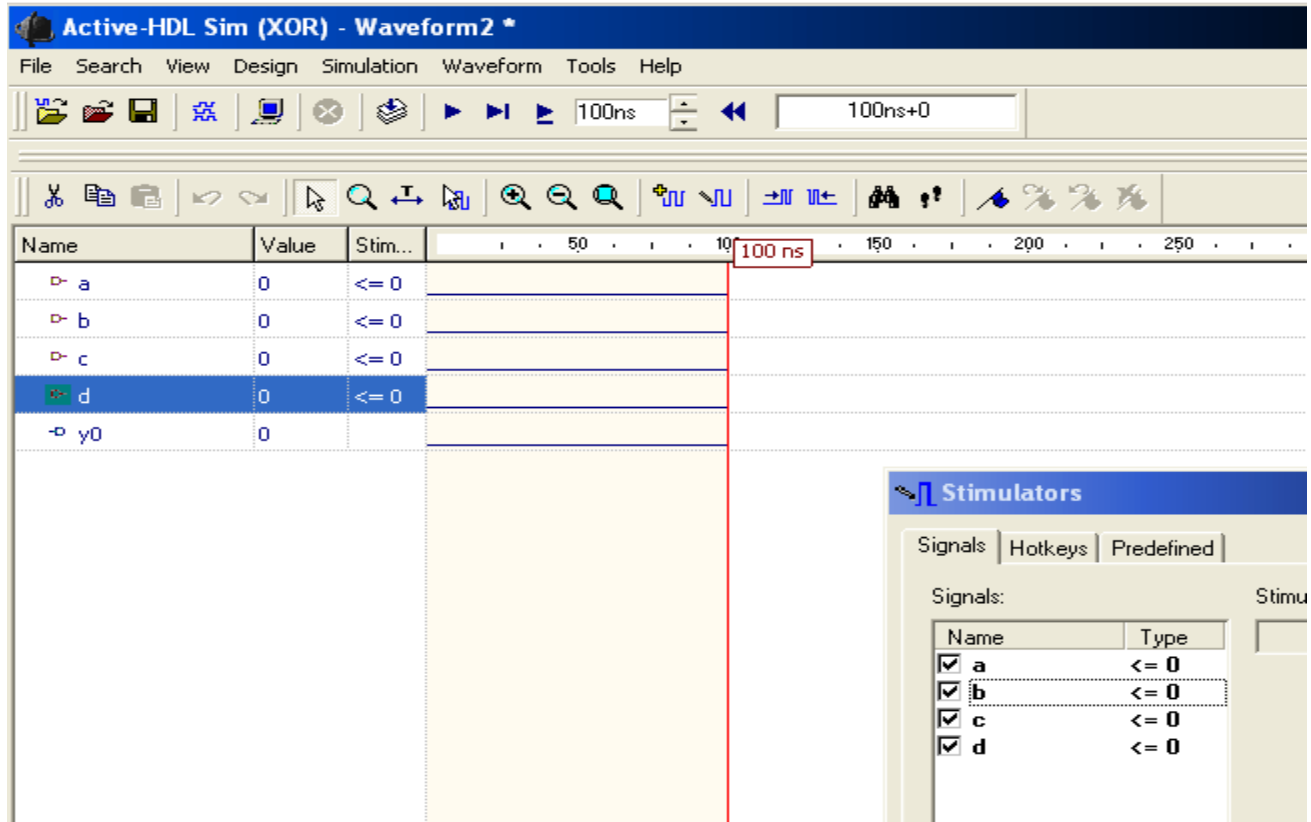 Active-HDL Sim (XOR) - Waveform2 *
File Search View Design Simulation Waveform Tools Help
100ns 100ns+0
Name Value Stim... 50 100 ns 150 200 250
a 0 <= 0
b 0 <= 0
c 0 <= 0
d 0 <= 0
y0 0
Stimulators
Signals Hotkeys Predefined
Signals:
Name Type
a <= 0
b <= 0
c <= 0
d <= 0